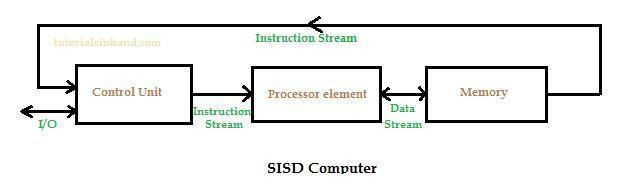 Instruction Stream
tutorialsinhand.com
Control Unit
Processor element
Memory
Instruction
Stream
Data
Stream
I/O
SISD Computer